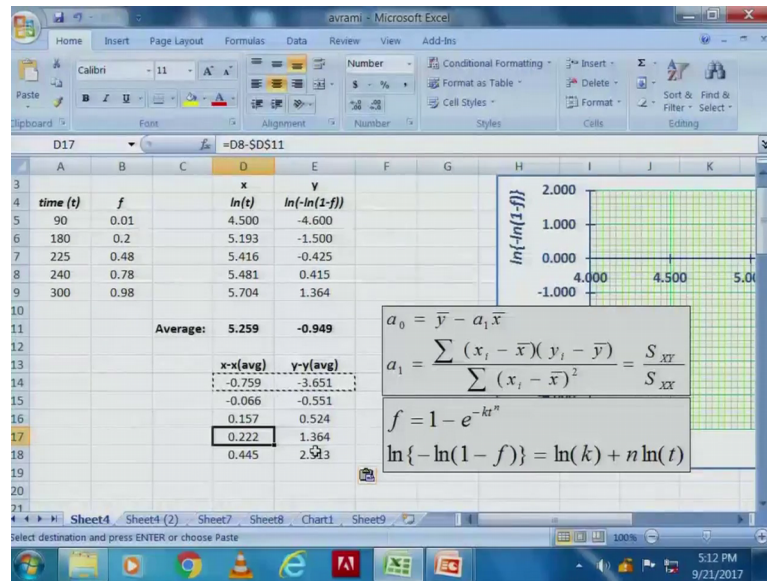 avrami - Microsoft Excel
Home Insert Page Layout Formulas Data Review View Add-Ins
Paste
Clipboard
Calibri 11
B I U
Font
Alignment
Number
$ - % ,
Number
Conditional Formatting
Format as Table
Cell Styles
Styles
Insert
Delete
Format
Cells
Sort & Filter
Find & Select
Editing
D17 =D8-$D$11
A B C D E F G H I J K
3 x y
4 time (t) f ln(t) ln(-ln(1-f))
5 90 0.01 4.500 -4.600
6 180 0.2 5.193 -1.500
7 225 0.48 5.416 -0.425
8 240 0.78 5.481 0.415
9 300 0.98 5.704 1.364
10
11 Average: 5.259 -0.949
12
13 x-x(avg) y-y(avg)
14 -0.759 -3.651
15 -0.066 -0.551
16 0.157 0.524
17 0.222 1.364
18 0.445
19
20
21
ln{-ln(1-f)}
2.000
1.000
0.000
4.000 4.500
-1.000
a₀ = ȳ − a₁x̄
a₁ = ∑ (xᵢ − x̄)(yᵢ − ȳ) / ∑ (xᵢ − x̄)² = S_XY / S_XX
f = 1 − e^(−ktⁿ)
ln{−ln(1 − f)} = ln(k) + n ln(t)
Sheet4 Sheet4 (2) Sheet7 Sheet8 Chart1 Sheet9
Select destination and press ENTER or choose Paste
100%
5:12 PM
9/21/2017